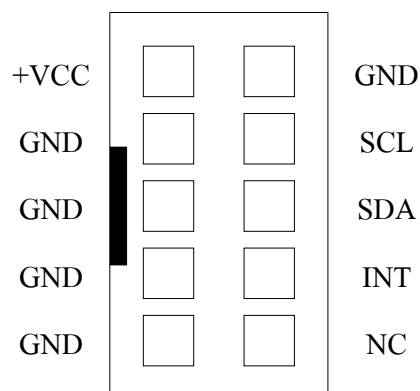 +VCC GND
GND SCL
GND SDA
GND INT
GND NC